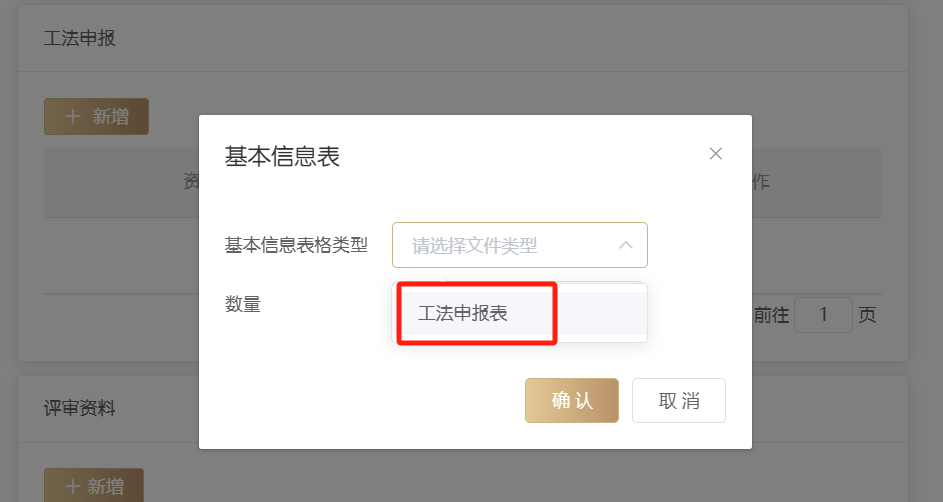 工法申报
＋ 新增
资
作
基本信息表
基本信息表格类型
请选择文件类型
数量
工法申报表
前往 1 页
确 认
取 消
评审资料
＋ 新增